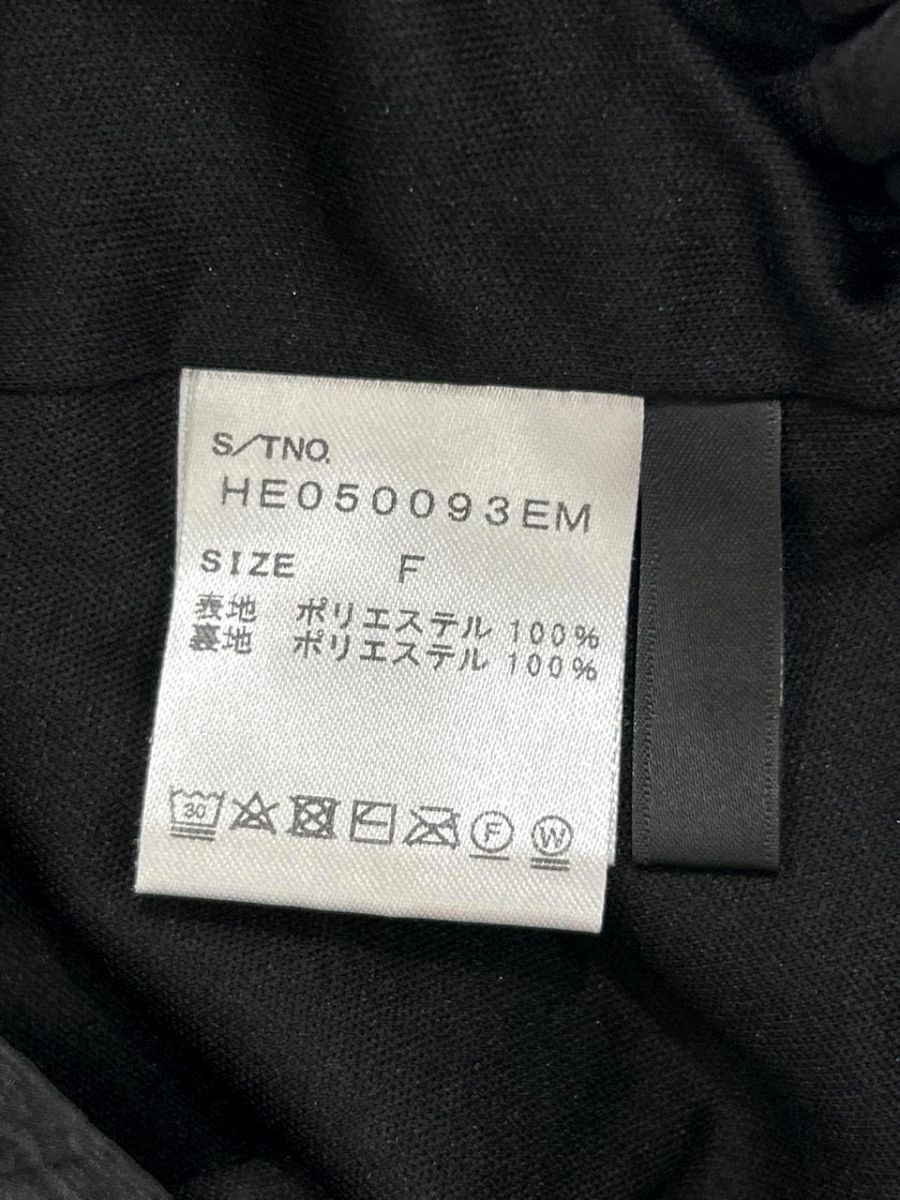 S/TNO.
HE050093EM
SIZE F
表地 ポリエステル 100%
裏地 ポリエステル 100%
30 F W